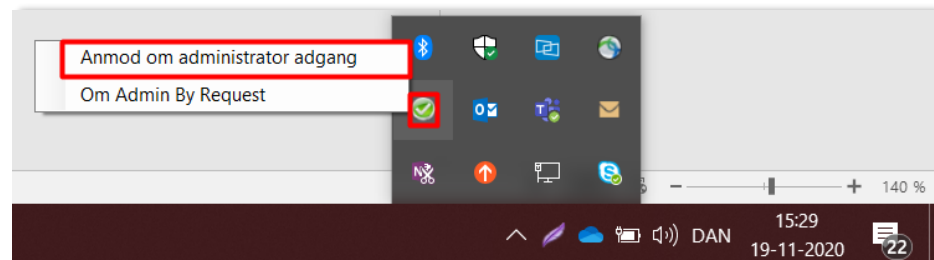 Anmod om administrator adgang
Om Admin By Request
140 %
DAN
15:29
19-11-2020
22